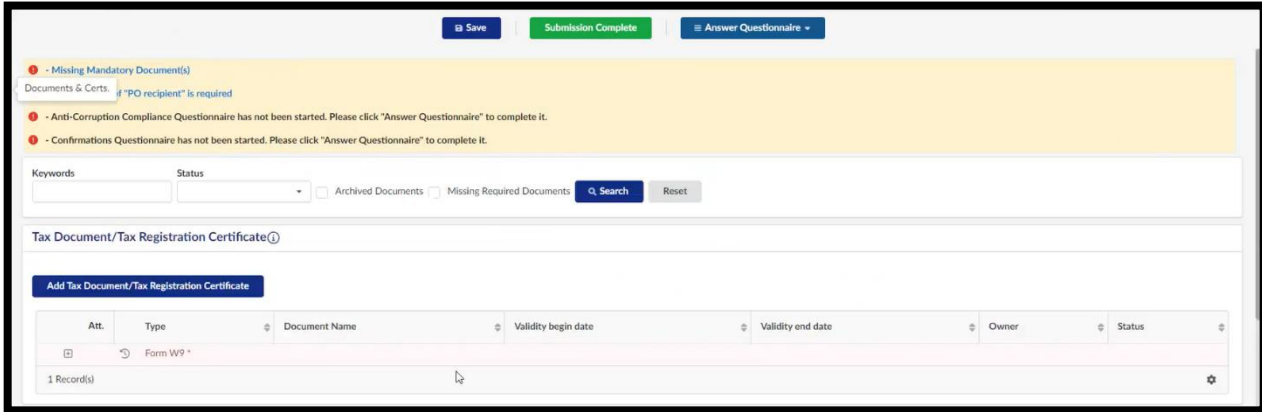 Save
Submission Complete
Answer Questionnaire
- Missing Mandatory Document(s)
Documents & Certs.
of "PO recipient" is required
- Anti-Corruption Compliance Questionnaire has not been started. Please click "Answer Questionnaire" to complete it.
- Confirmations Questionnaire has not been started. Please click "Answer Questionnaire" to complete it.
Keywords Status
Archived Documents Missing Required Documents Search Reset
Tax Document/Tax Registration Certificate
Add Tax Document/Tax Registration Certificate
Att. Type Document Name Validity begin date Validity end date Owner Status
Form W9 *
1 Record(s)